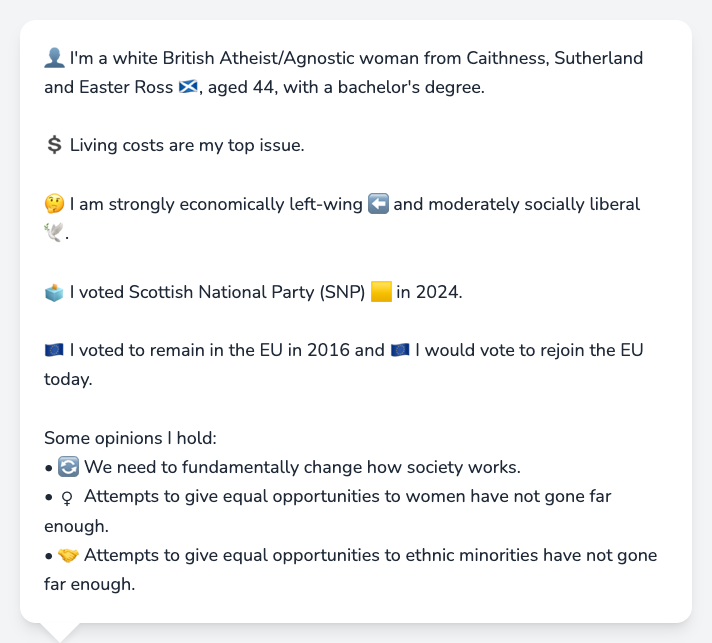 👤 I'm a white British Atheist/Agnostic woman from Caithness, Sutherland
and Easter Ross 🏴󠁧󠁢󠁳󠁣󠁴󠁿, aged 44, with a bachelor's degree.
💲 Living costs are my top issue.
🤔 I am strongly economically left-wing ⬅️ and moderately socially liberal
🕊️.
🗳️ I voted Scottish National Party (SNP) 🟨 in 2024.
🇪🇺 I voted to remain in the EU in 2016 and 🇪🇺 I would vote to rejoin the EU
today.
Some opinions I hold:
• 🔄 We need to fundamentally change how society works.
• ♀ Attempts to give equal opportunities to women have not gone far
enough.
• 🤝 Attempts to give equal opportunities to ethnic minorities have not gone
far enough.